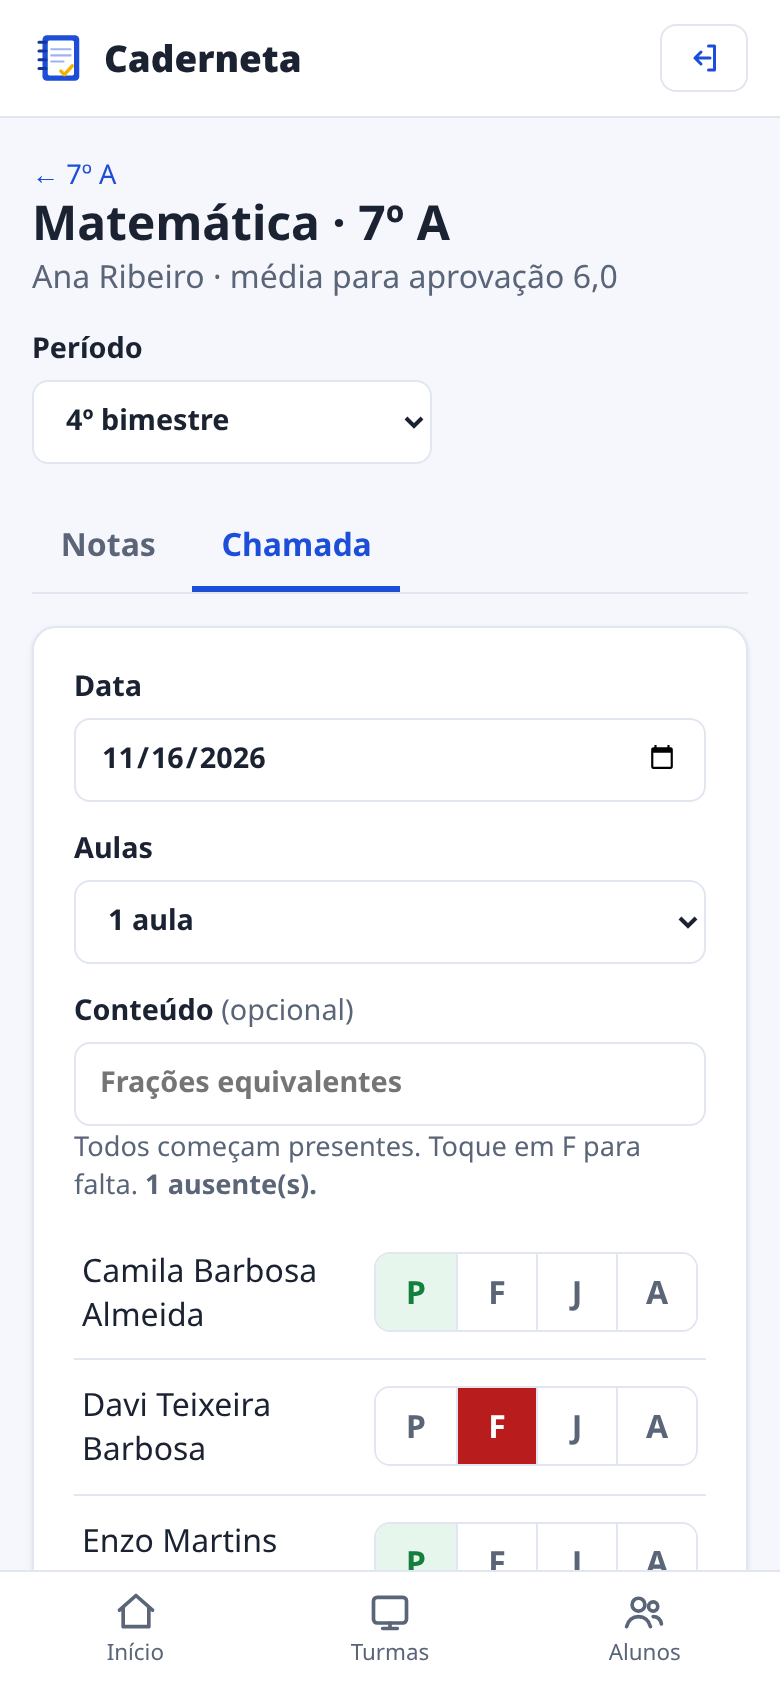 Caderneta
← 7º A
Matemática · 7º A
Ana Ribeiro · média para aprovação 6,0
Período
4º bimestre
Notas Chamada
Data
11/16/2026
Aulas
1 aula
Conteúdo (opcional)
Frações equivalentes
Todos começam presentes. Toque em F para
falta. 1 ausente(s).
Camila Barbosa
Almeida
P F J A
Davi Teixeira
Barbosa
P F J A
Enzo Martins
P F J A
Início Turmas Alunos